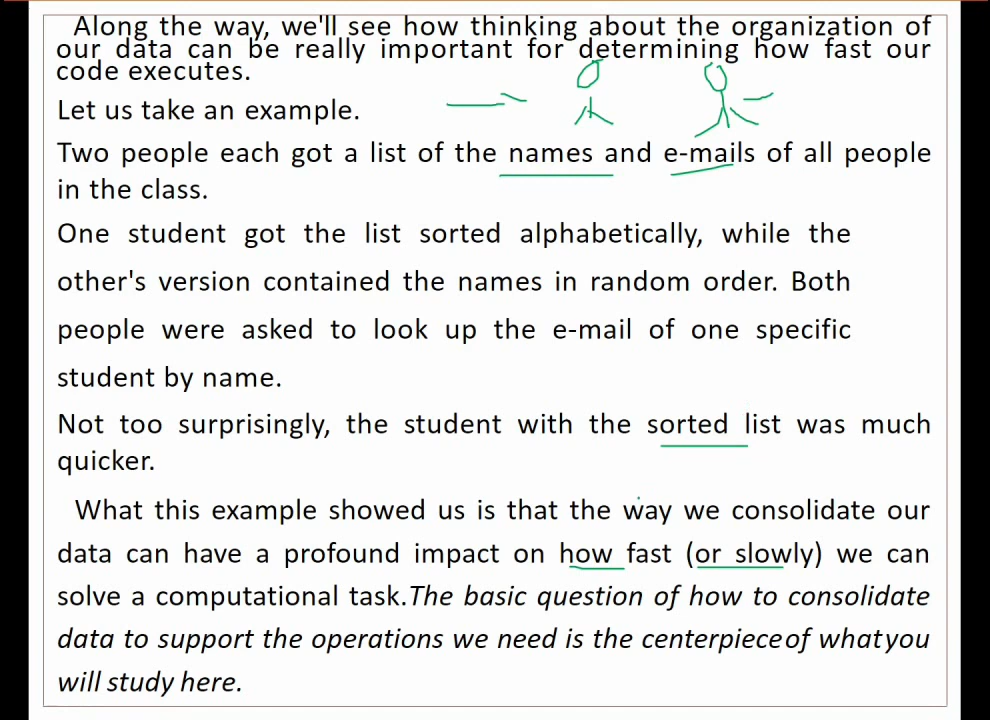 Along the way, we'll see how thinking about the organization of
our data can be really important for determining how fast our
code executes.
Let us take an example.
Two people each got a list of the names and e-mails of all people
in the class.
One student got the list sorted alphabetically, while the
other's version contained the names in random order. Both
people were asked to look up the e-mail of one specific
student by name.
Not too surprisingly, the student with the sorted list was much
quicker.
What this example showed us is that the way we consolidate our
data can have a profound impact on how fast (or slowly) we can
solve a computational task.The basic question of how to consolidate
data to support the operations we need is the centerpiece of what you
will study here.